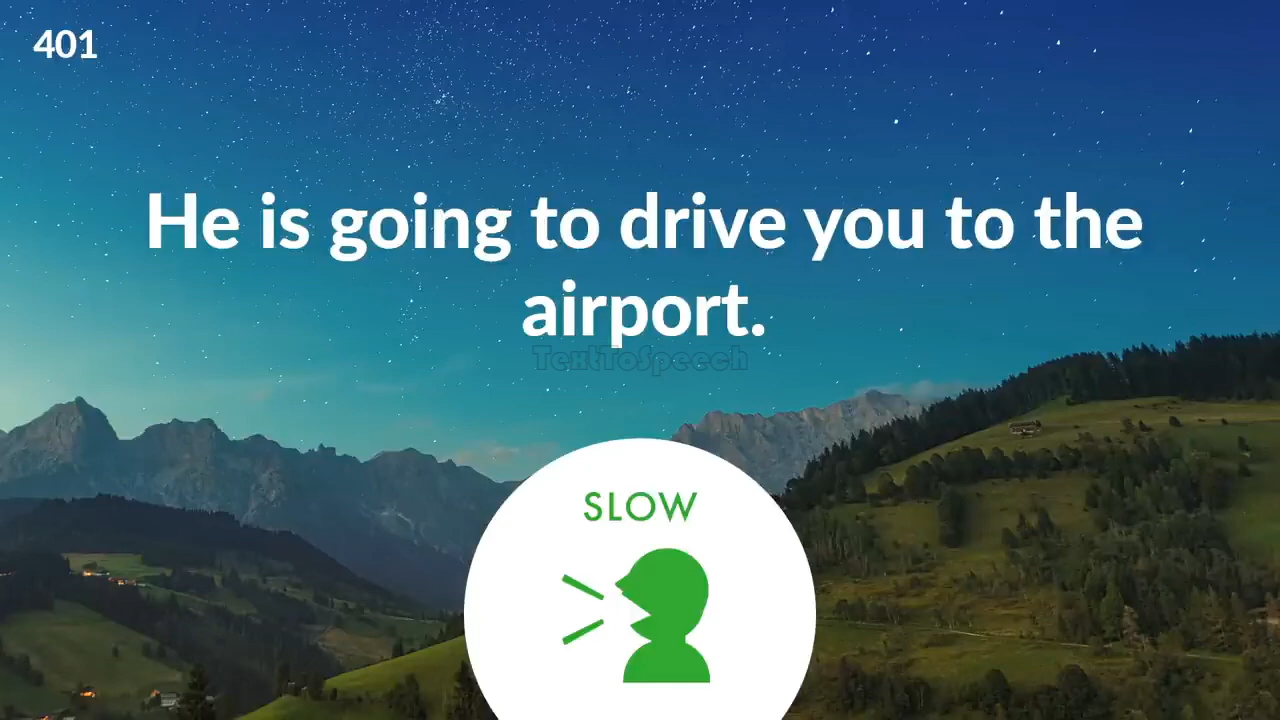 401
He is going to drive you to the
airport.
TextToSpeech
SLOW